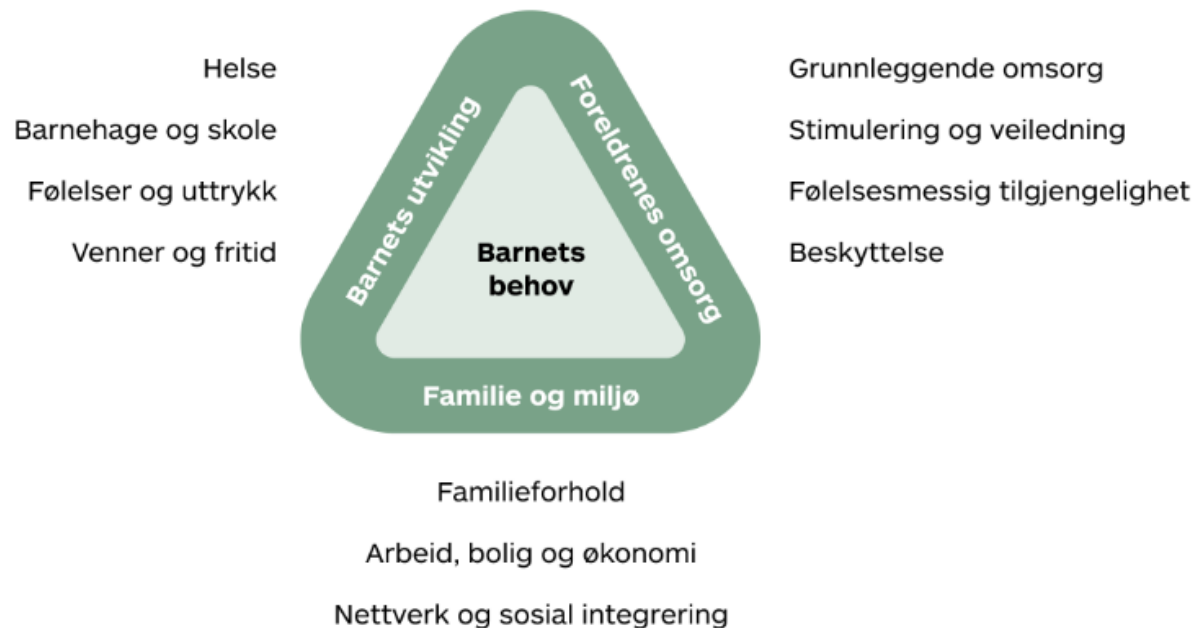 Helse
Barnehage og skole
Følelser og uttrykk
Venner og fritid
Barnets utvikling
Foreldrenes omsorg
Barnets
behov
Familie og miljø
Grunnleggende omsorg
Stimulering og veiledning
Følelsesmessig tilgjengelighet
Beskyttelse
Familieforhold
Arbeid, bolig og økonomi
Nettverk og sosial integrering